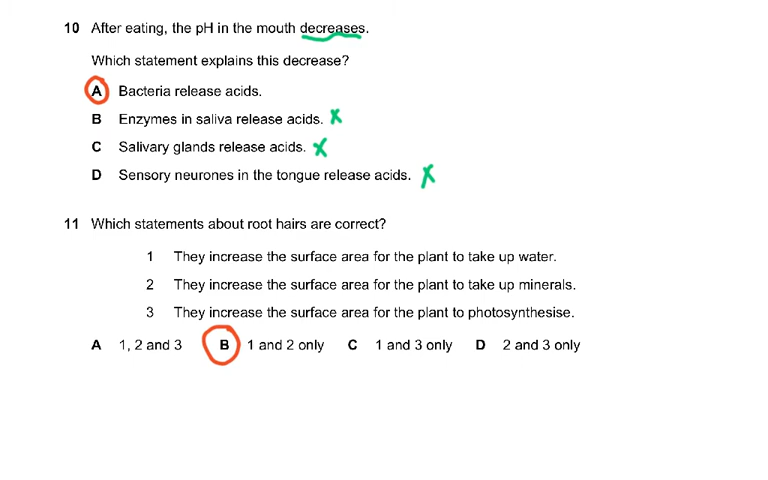 10 After eating, the pH in the mouth decreases.
Which statement explains this decrease?
A Bacteria release acids.
B Enzymes in saliva release acids. x
C Salivary glands release acids. x
D Sensory neurones in the tongue release acids. x
11 Which statements about root hairs are correct?
1 They increase the surface area for the plant to take up water.
2 They increase the surface area for the plant to take up minerals.
3 They increase the surface area for the plant to photosynthesise.
A 1, 2 and 3 B 1 and 2 only C 1 and 3 only D 2 and 3 only